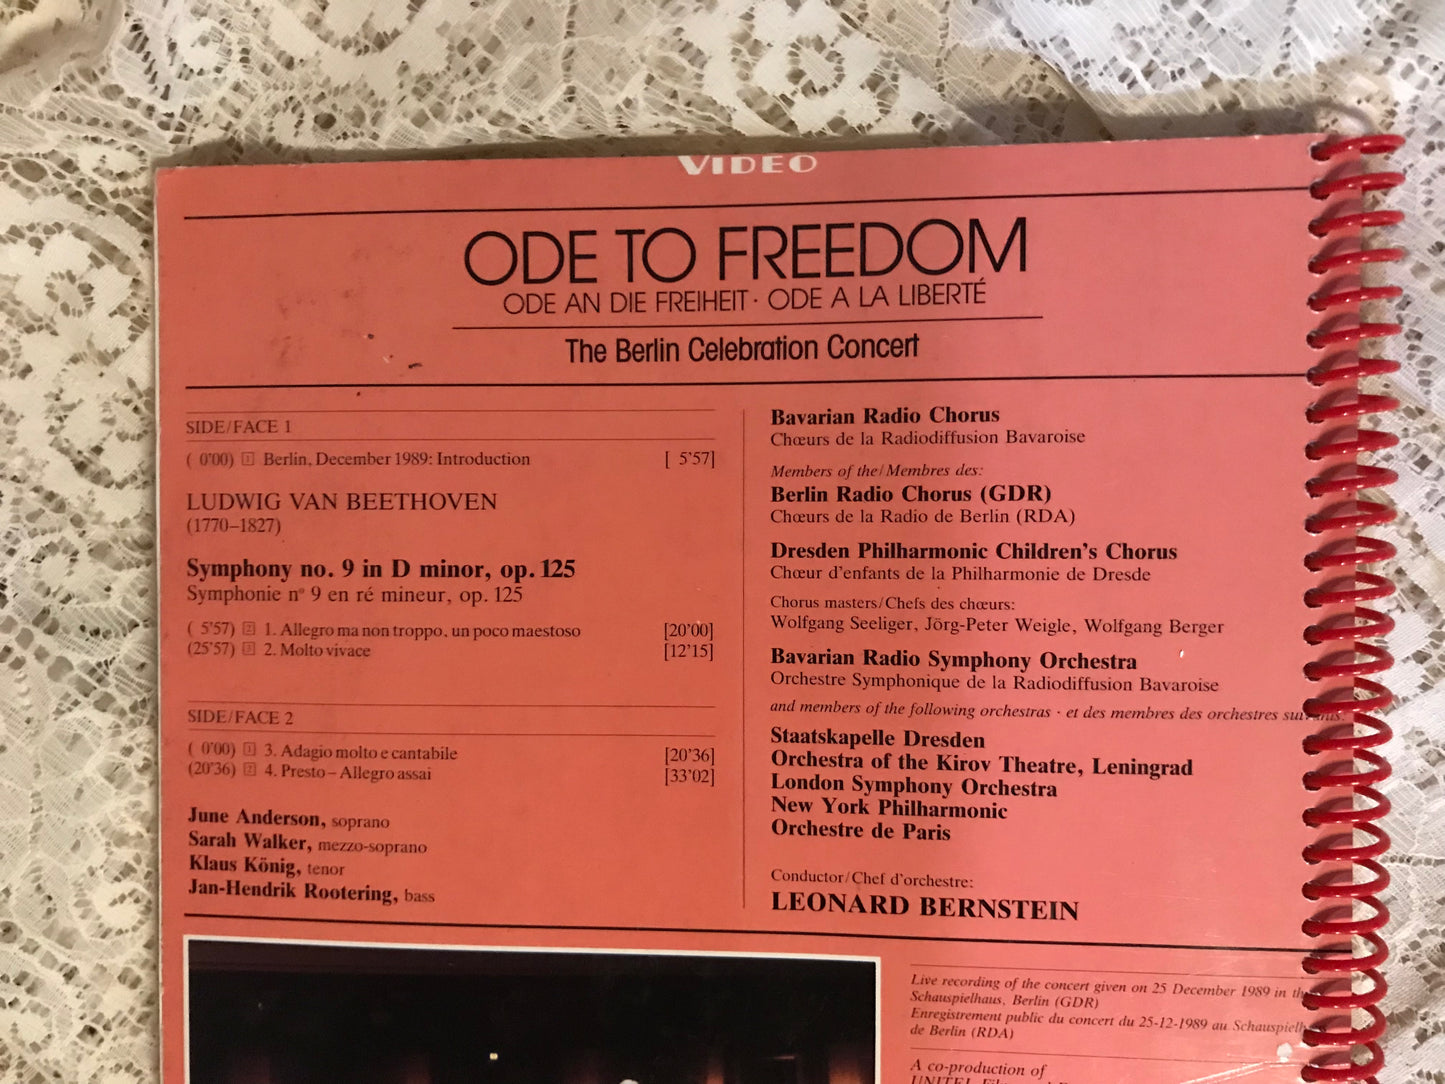 VIDEO
ODE TO FREEDOM
ODE AN DIE FREIHEIT · ODE A LA LIBERTÉ
The Berlin Celebration Concert
SIDE/FACE 1
( 0'00) 1 Berlin, December 1989: Introduction [ 5'57]
LUDWIG VAN BEETHOVEN
(1770–1827)
Symphony no. 9 in D minor, op. 125
Symphonie n° 9 en ré mineur, op. 125
( 5'57) 2 1. Allegro ma non troppo, un poco maestoso [20'00]
(25'57) 3 2. Molto vivace [12'15]
SIDE/FACE 2
( 0'00) 1 3. Adagio molto e cantabile [20'36]
(20'36) 2 4. Presto – Allegro assai [33'02]
June Anderson, soprano
Sarah Walker, mezzo-soprano
Klaus König, tenor
Jan-Hendrik Rootering, bass
Bavarian Radio Chorus
Chœurs de la Radiodiffusion Bavaroise
Members of the/Membres des:
Berlin Radio Chorus (GDR)
Chœurs de la Radio de Berlin (RDA)
Dresden Philharmonic Children's Chorus
Chœur d'enfants de la Philharmonie de Dresde
Chorus masters/Chefs des chœurs:
Wolfgang Seeliger, Jörg-Peter Weigle, Wolfgang Berger
Bavarian Radio Symphony Orchestra
Orchestre Symphonique de la Radiodiffusion Bavaroise
and members of the following orchestras · et des membres des orchestres suivants:
Staatskapelle Dresden
Orchestra of the Kirov Theatre, Leningrad
London Symphony Orchestra
New York Philharmonic
Orchestre de Paris
Conductor/Chef d'orchestre:
LEONARD BERNSTEIN
Live recording of the concert given on 25 December 1989 in the
Schauspielhaus, Berlin (GDR)
Enregistrement public du concert du 25-12-1989 au
de Berlin (RDA)
A co-production of
UNITEL